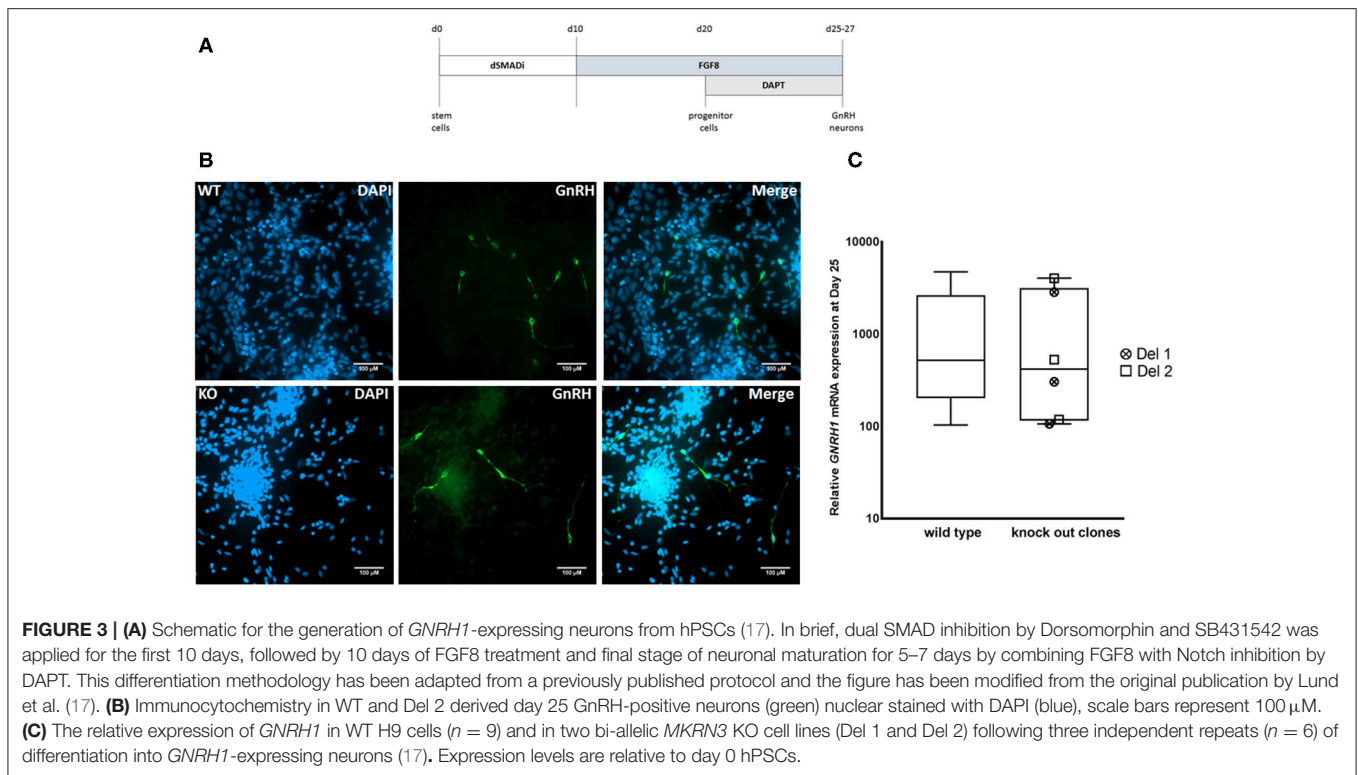 A
d0 d10 d20 d25-27
dSMADi FGF8
DAPT
stem cells progenitor cells GnRH neurons
B
WT DAPI GnRH Merge
100 µM 100 µM 100 µM
KO DAPI GnRH Merge
100 µM 100 µM 100 µM
C
Relative GNRH1 mRNA expression at Day 25
10000
1000
100
10
wild type knock out clones
Del 1
Del 2
FIGURE 3 | (A) Schematic for the generation of GNRH1-expressing neurons from hPSCs (17). In brief, dual SMAD inhibition by Dorsomorphin and SB431542 was
applied for the first 10 days, followed by 10 days of FGF8 treatment and final stage of neuronal maturation for 5–7 days by combining FGF8 with Notch inhibition by
DAPT. This differentiation methodology has been adapted from a previously published protocol and the figure has been modified from the original publication by Lund
et al. (17). (B) Immunocytochemistry in WT and Del 2 derived day 25 GnRH-positive neurons (green) nuclear stained with DAPI (blue), scale bars represent 100 µM.
(C) The relative expression of GNRH1 in WT H9 cells (n = 9) and in two bi-allelic MKRN3 KO cell lines (Del 1 and Del 2) following three independent repeats (n = 6) of
differentiation into GNRH1-expressing neurons (17). Expression levels are relative to day 0 hPSCs.